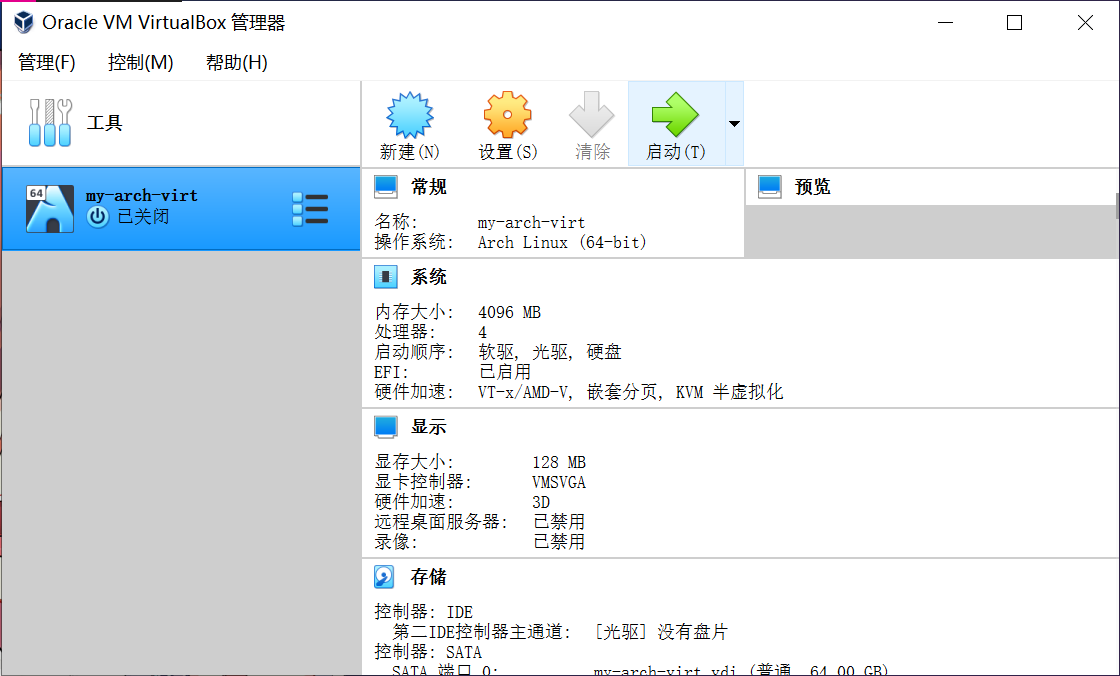 Oracle VM VirtualBox 管理器
管理(F) 控制(M) 帮助(H)
工具
新建(N) 设置(S) 清除 启动(T)
64
my-arch-virt
已关闭
常规
名称: my-arch-virt
操作系统: Arch Linux (64-bit)
预览
系统
内存大小: 4096 MB
处理器: 4
启动顺序: 软驱, 光驱, 硬盘
EFI: 已启用
硬件加速: VT-x/AMD-V, 嵌套分页, KVM 半虚拟化
显示
显存大小: 128 MB
显卡控制器: VMSVGA
硬件加速: 3D
远程桌面服务器: 已禁用
录像: 已禁用
存储
控制器: IDE
第二IDE控制器主通道: [光驱] 没有盘片
控制器: SATA
SATA 端口 0: my-arch-virt.vdi (普通, 64.00 GB)